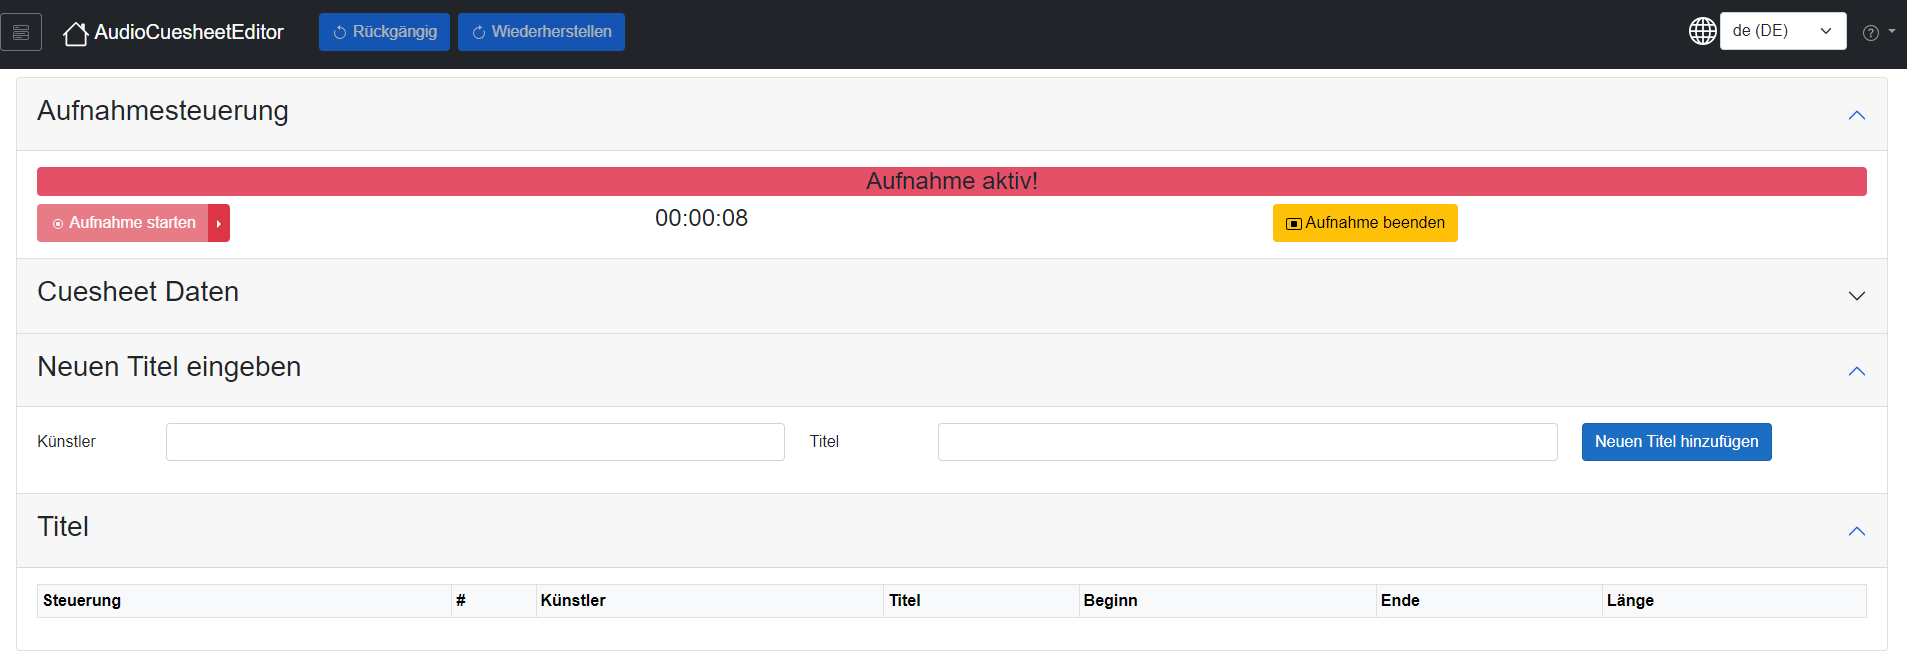 AudioCuesheetEditor Rückgängig Wiederherstellen de (DE)
Aufnahmesteuerung
Aufnahme aktiv!
Aufnahme starten 00:00:08 Aufnahme beenden
Cuesheet Daten
Neuen Titel eingeben
Künstler Titel Neuen Titel hinzufügen
Titel
Steuerung # Künstler Titel Beginn Ende Länge